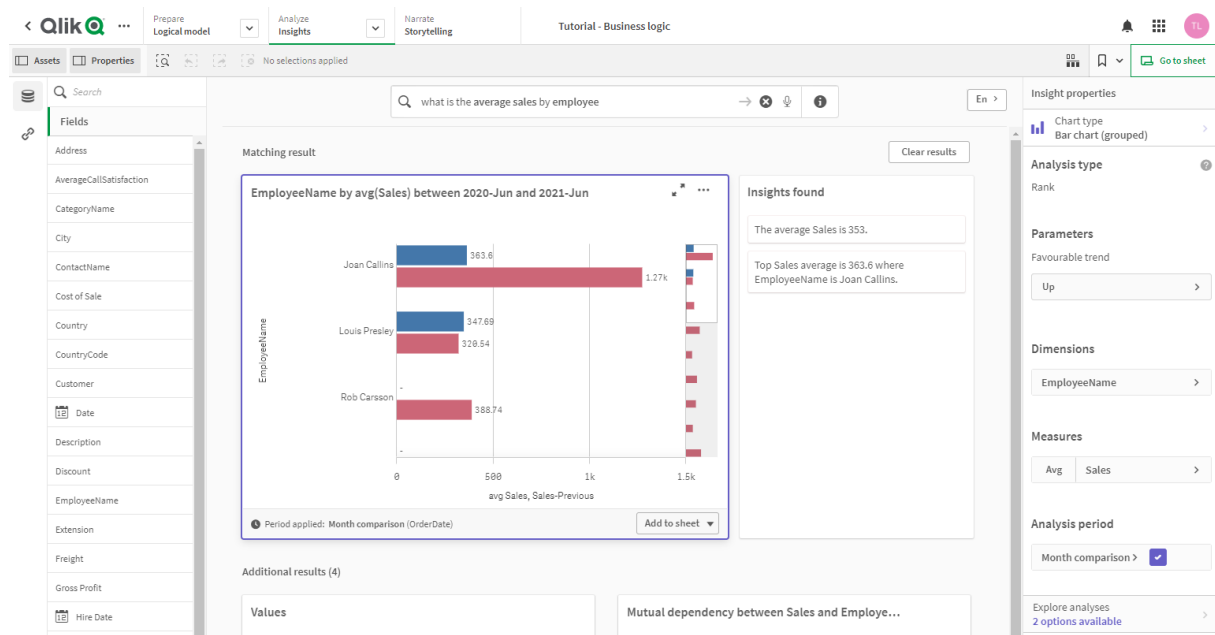 Qlik
Prepare
Logical model
Analyze
Insights
Narrate
Storytelling
Tutorial - Business logic
TL
Assets
Properties
No selections applied
Go to sheet
Search
Fields
Address
AverageCallSatisfaction
CategoryName
City
ContactName
Cost of Sale
Country
CountryCode
Customer
12 Date
Description
Discount
EmployeeName
Extension
Freight
Gross Profit
12 Hire Date
what is the average sales by employee
En
Matching result
Clear results
EmployeeName by avg(Sales) between 2020-Jun and 2021-Jun
EmployeeName
Joan Callins
363.6
1.27k
Louis Presley
347.69
320.54
Rob Carsson
-
388.74
-
0 500 1k 1.5k
avg Sales, Sales-Previous
Period applied: Month comparison (OrderDate)
Add to sheet
Insights found
The average Sales is 353.
Top Sales average is 363.6 where
EmployeeName is Joan Callins.
Additional results (4)
Values
Mutual dependency between Sales and Employe...
Insight properties
Chart type
Bar chart (grouped)
Analysis type
Rank
Parameters
Favourable trend
Up
Dimensions
EmployeeName
Measures
Avg Sales
Analysis period
Month comparison
Explore analyses
2 options available